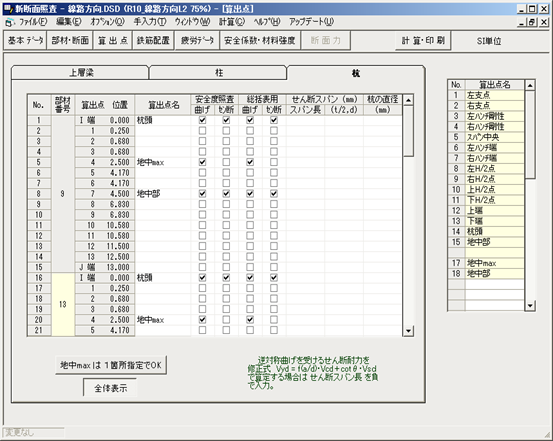 新断面照査 - 線路方向.DSD (R10_線路方向L2 75%) - [算出点]
ファイル(F) 編集(E) オプション(O) 手入力(T) ウィンドウ(W) 計算(C) ヘルプ(H) アップデート(U)
基本データ 部材・断面 算出点 鉄筋配置 疲労データ 安全係数・材料強度 断面力 計算・印刷 SI単位
上層梁 柱 杭
No. 部材番号 算出点 位置 算出点名 安全度照査 総括表用 せん断スパン (mm) 杭の直径
曲げ せん断 曲げ せん断 スパン長 (t/2,d) (mm)
1 I 端 0.000 杭頭
2 1 0.250
3 2 0.680
4 3 0.680
5 4 2.500 地中max
6 5 4.170
7 6 4.170
8 9 7 4.500 地中部
9 8 6.830
10 9 6.830
11 10 10.580
12 11 10.580
13 12 11.500
14 13 12.500
15 J 端 13.000
16 I 端 0.000 杭頭
17 1 0.250
18 13 2 0.680
19 3 0.680
20 4 2.500 地中max
21 5 4.170
地中maxは1箇所指定でOK
全体表示
逆対称曲げを受けるせん断耐力を
修正式 Vyd = f(a/d)・Vcd+cotθ・Vsd
で算定する場合は せん断スパン長 を負
で入力。
No. 算出点名
1 左支点
2 右支点
3 左ハンチ剛性
4 右ハンチ剛性
5 スパン中央
6 左ハンチ端
7 右ハンチ端
8 左H/2点
9 右H/2点
10 上H/2点
11 下H/2点
12 上端
13 下端
14 杭頭
15 地中部
17 地中max
18 地中部
変更なし